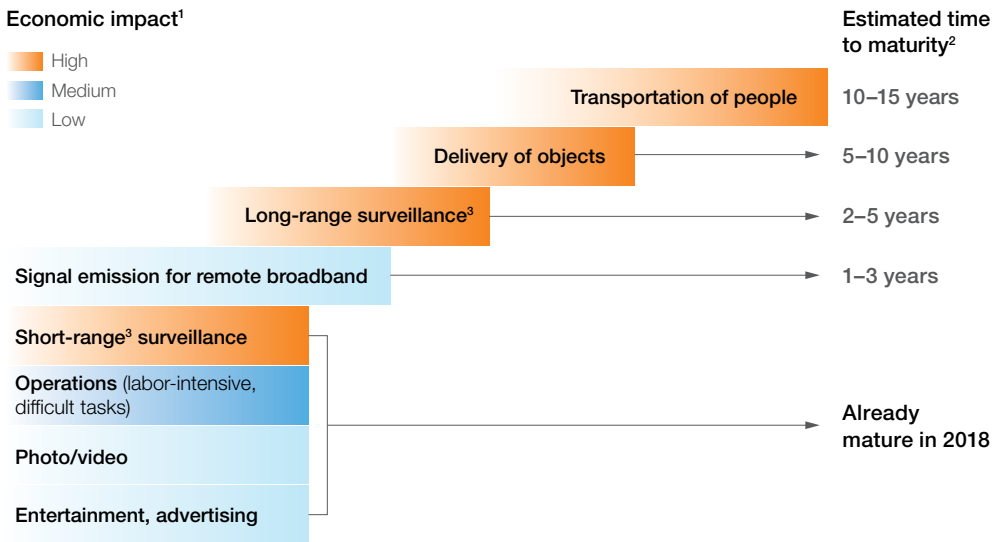 Economic impact¹
High
Medium
Low
Estimated time
to maturity²
Transportation of people
10–15 years
Delivery of objects
5–10 years
Long-range surveillance³
2–5 years
Signal emission for remote broadband
1–3 years
Short-range³ surveillance
Operations (labor-intensive,
difficult tasks)
Photo/video
Entertainment, advertising
Already
mature in 2018